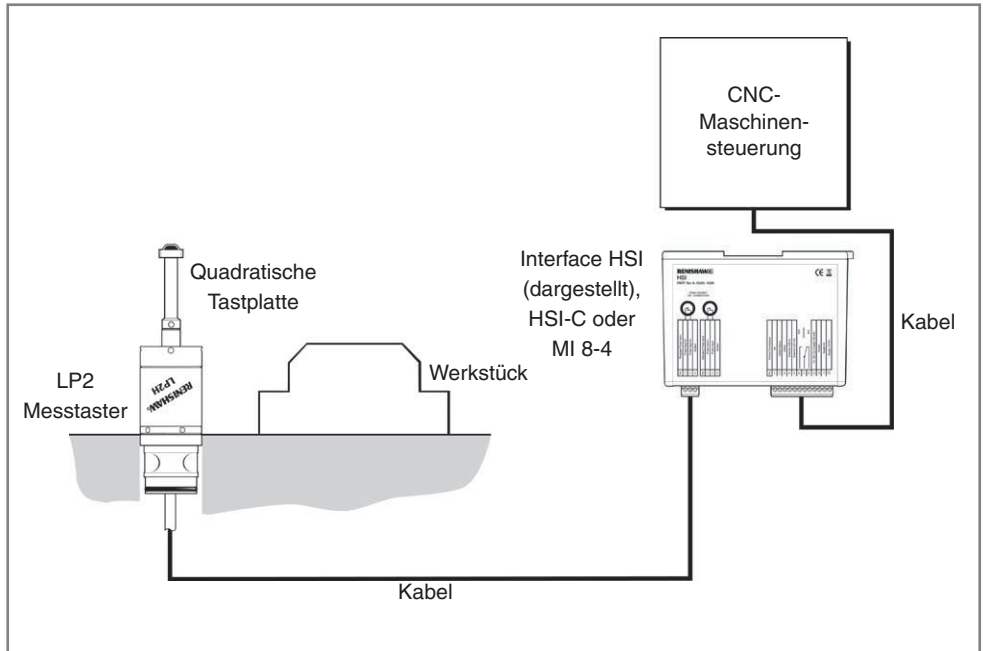 CNC-
Maschinen-
steuerung
Quadratische
Tastplatte
Interface HSI
(dargestellt),
HSI-C oder
MI 8-4
RENISHAW
HSI
Kabel
LP2
Messtaster
RENISHAW
LP2H
Werkstück
Kabel